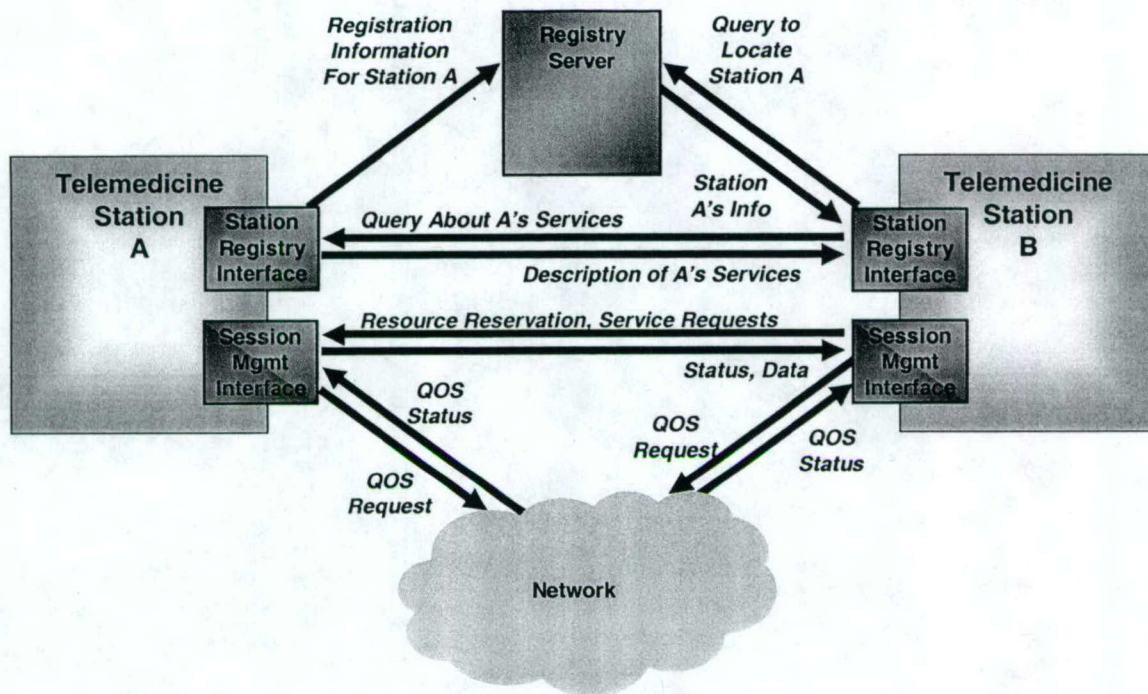 Registration
Information
For Station A
Registry
Server
Query to
Locate
Station A
Telemedicine
Station
A
Station
Registry
Interface
Query About A's Services
Description of A's Services
Station
A's Info
Station
Registry
Interface
Telemedicine
Station
B
Session
Mgmt
Interface
Resource Reservation, Service Requests
Status, Data
Session
Mgmt
Interface
QOS
Status
QOS
Request
QOS
Request
QOS
Status
Network